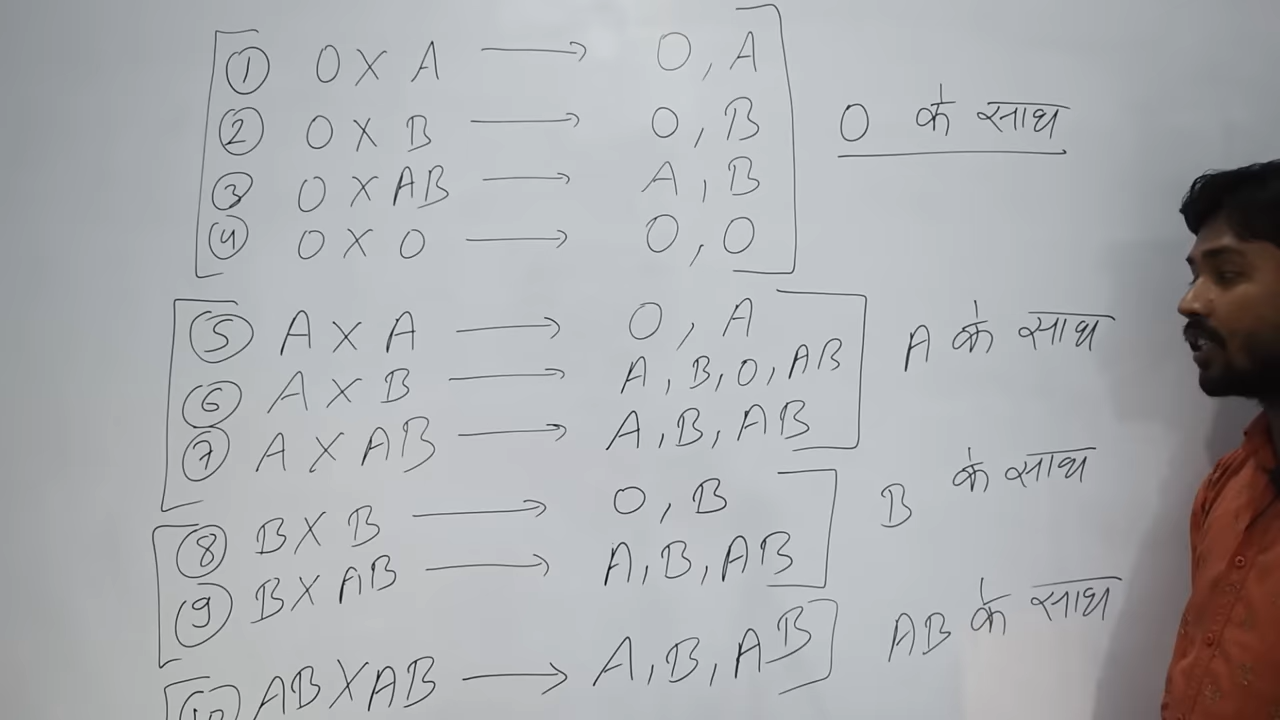 ① O X A ⟶ O, A
② O X B ⟶ O, B
O के साथ
③ O X AB ⟶ A, B
④ O X O ⟶ O, O
⑤ A X A ⟶ O, A
A के साथ
⑥ A X B ⟶ A, B, O, AB
⑦ A X AB ⟶ A, B, AB
⑧ B X B ⟶ O, B
B के साथ
⑨ B X AB ⟶ A, B, AB
⑩ AB X AB ⟶ A, B, AB
AB के साथ